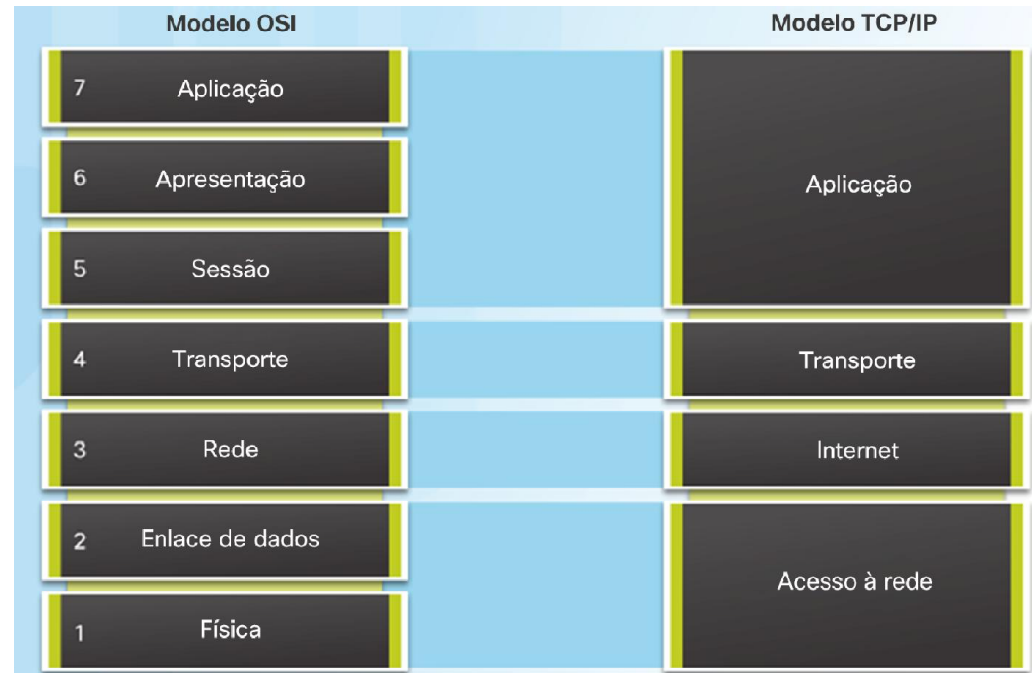 Modelo OSI
Modelo TCP/IP
7 Aplicação
6 Apresentação
5 Sessão
4 Transporte
3 Rede
2 Enlace de dados
1 Física
Aplicação
Transporte
Internet
Acesso à rede